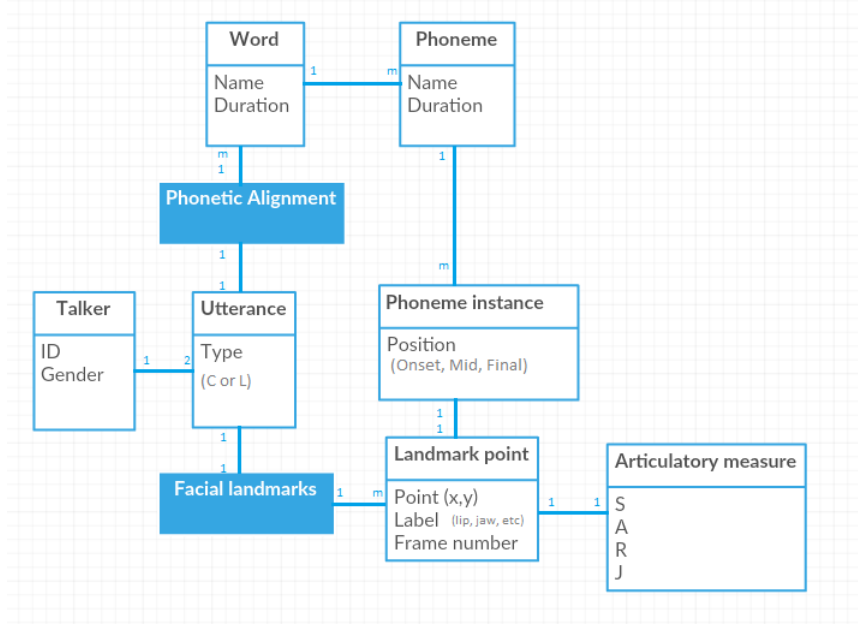 Word
Name
Duration
1
m
Phoneme
Name
Duration
m
1
1
Phonetic Alignment
1
1
m
Talker
ID
Gender
1
2
Utterance
Type
(C or L)
Phoneme instance
Position
(Onset, Mid, Final)
1
1
1
1
Facial landmarks
1
m
Landmark point
Point (x,y)
Label (lip, jaw, etc)
Frame number
1
1
Articulatory measure
S
A
R
J